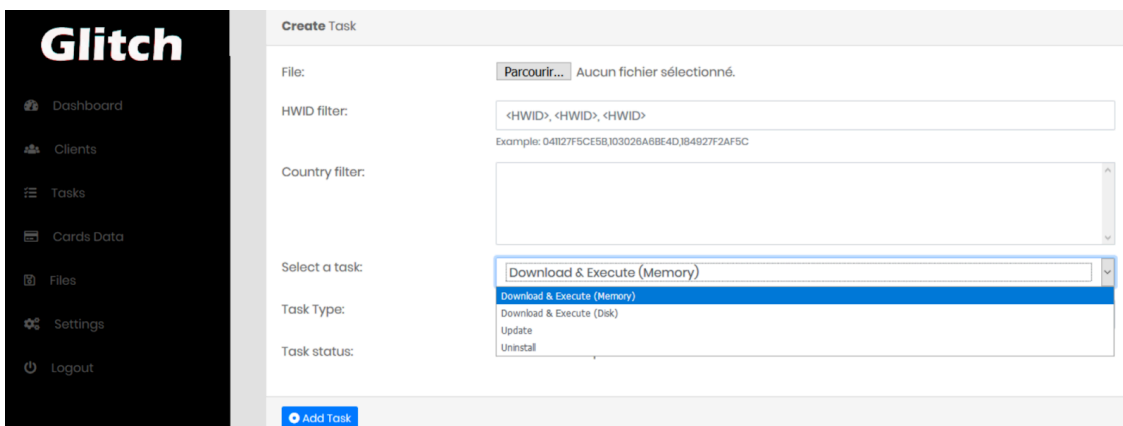 Glitch
Dashboard
Clients
Tasks
Cards Data
Files
Settings
Logout
Create Task
File:
Parcourir... Aucun fichier sélectionné.
HWID filter:
<HWID>, <HWID>, <HWID>
Example: 041127F5CE5B,103026A6BE4D,184927F2AF5C
Country filter:
Select a task:
Download & Execute (Memory)
Download & Execute (Memory)
Download & Execute (Disk)
Update
Uninstall
Task Type:
Task status:
Add Task